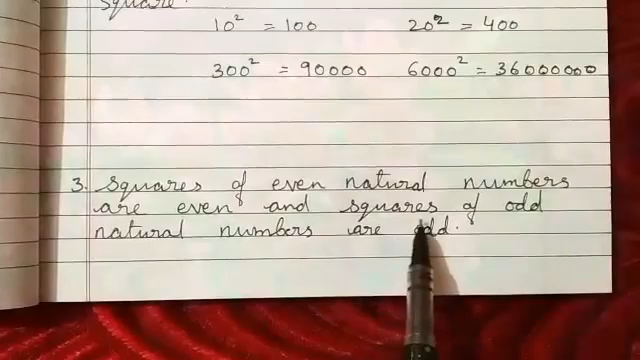 Square.
10² = 100 20² = 400
300² = 90000 6000² = 36000000
3. Squares of even natural numbers
are even and squares of odd
natural numbers are odd.